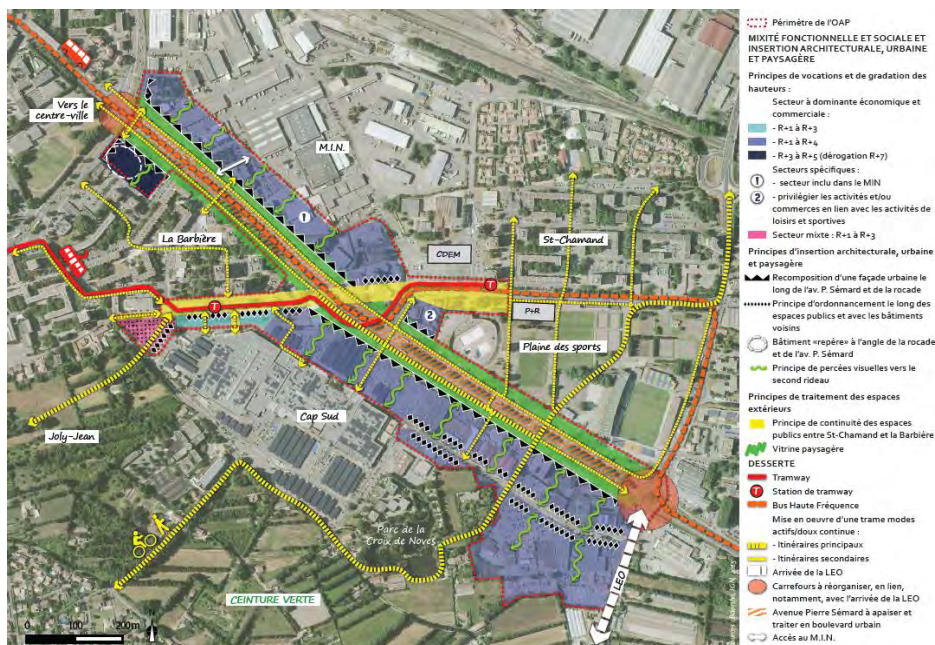 Vers le
centre-ville
M.I.N.
1
La Barbière
St-Chamand
CDEM
T
T
2
P+R
Plaine des sports
Cap Sud
Joly-Jean
Parc de la
Croix de Noves
LEO
CEINTURE VERTE
0 100 200m
Périmètre de l'OAP
MIXITÉ FONCTIONNELLE ET SOCIALE ET
INSERTION ARCHITECTURALE, URBAINE
ET PAYSAGÈRE
Principes de vocations et de gradation des
hauteurs :
Secteur à dominante économique et
commerciale :
- R+1 à R+3
- R+1 à R+4
- R+3 à R+5 (dérogation R+7)
Secteurs spécifiques :
1 - secteur inclu dans le MIN
2 - privilégier les activités et/ou
commerces en lien avec les activités de
loisirs et sportives
Secteur mixte : R+1 à R+3
Principes d'insertion architecturale, urbaine
et paysagère
Recomposition d'une façade urbaine le
long de l'av. P. Sémard et de la rocade
Principe d'ordonnancement le long des
espaces publics et avec les bâtiments
voisins
Bâtiment «repère» à l'angle de la rocade
et de l'av. P. Sémard
Principe de percées visuelles vers le
second rideau
Principes de traitement des espaces
extérieurs
Principe de continuité des espaces
publics entre St-Chamand et la Barbière
Vitrine paysagère
DESSERTE
Tramway
T Station de tramway
Bus Haute Fréquence
Mise en oeuvre d'une trame modes
actifs/doux continue :
- Itinéraires principaux
- Itinéraires secondaires
Arrivée de la LEO
Carrefours à réorganiser, en lien,
notamment, avec l'arrivée de la LEO
Avenue Pierre Sémard à apaiser et
traiter en boulevard urbain
Accès au M.I.N.